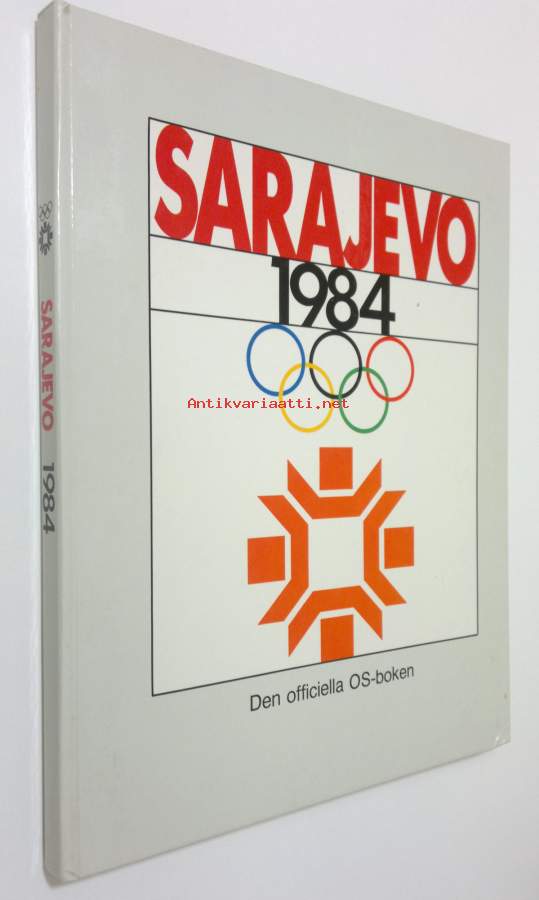 SARAJEVO
1984
Antikvariaatti.net
Den officiella OS-boken
SARAJEVO 1984